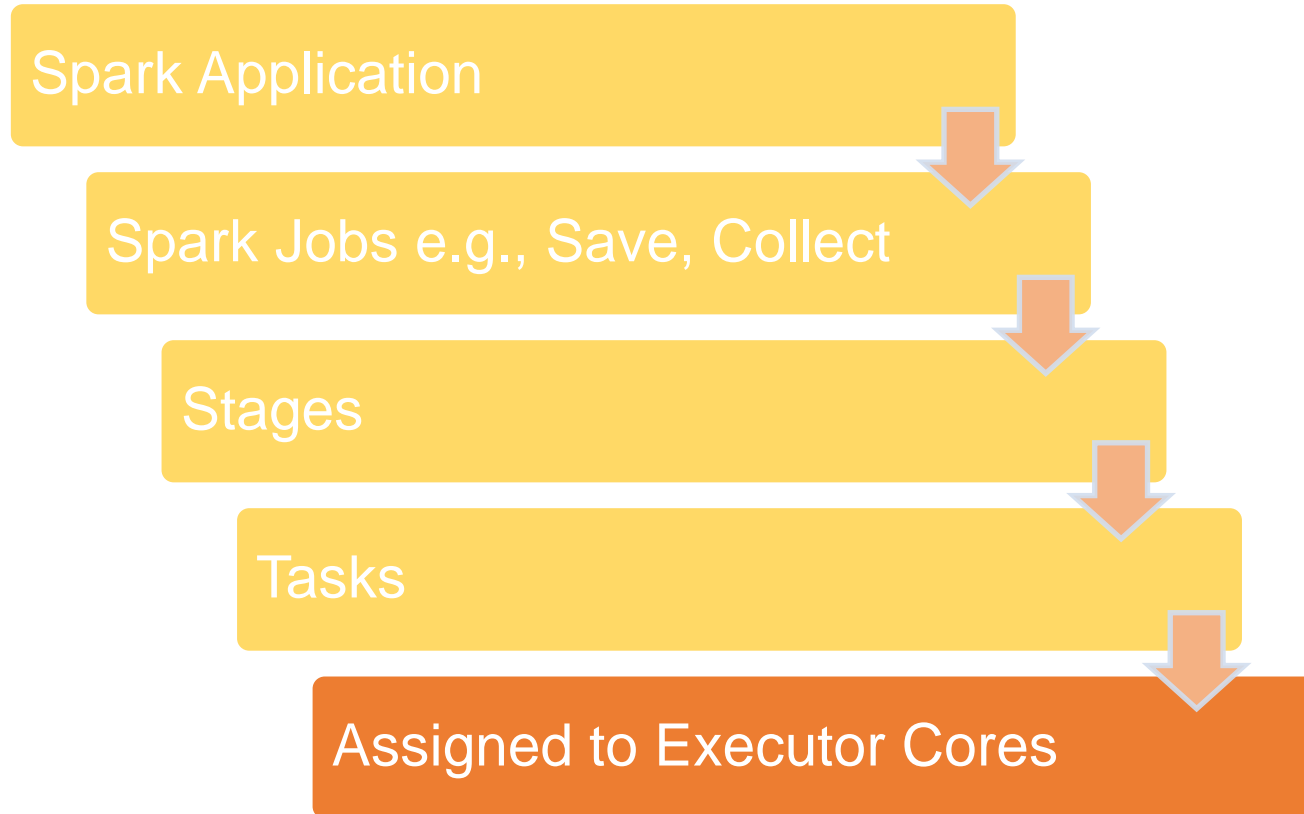 Spark Application
Spark Jobs e.g., Save, Collect
Stages
Tasks
Assigned to Executor Cores